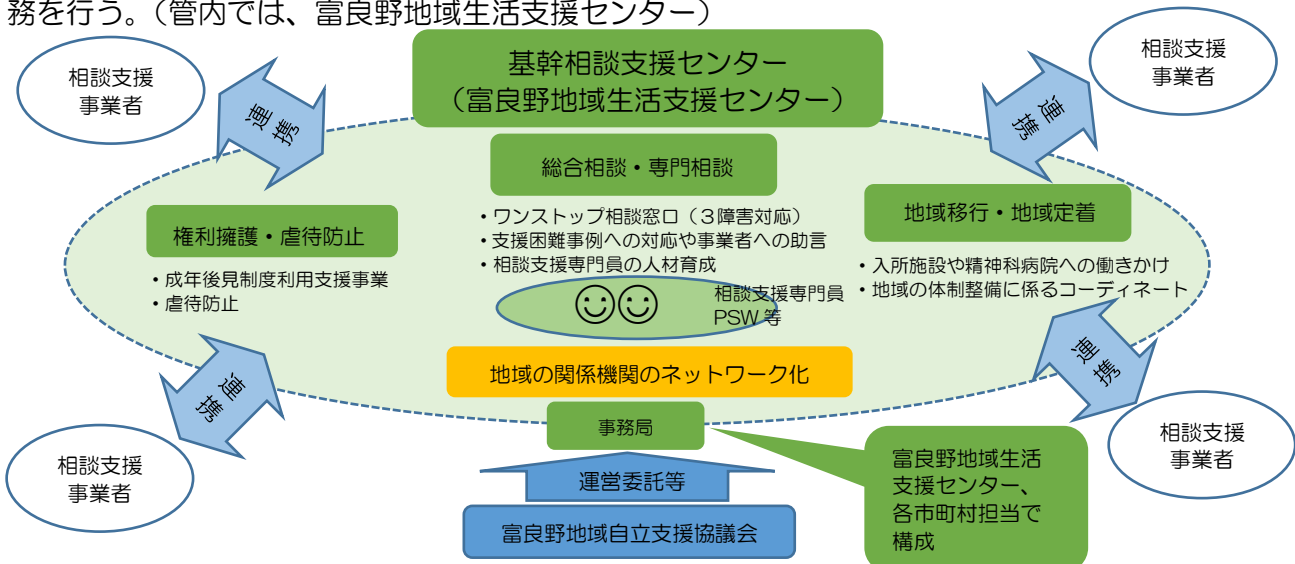 務を行う。（管内では、富良野地域生活支援センター）
相談支援
事業者
連携
基幹相談支援センター
（富良野地域生活支援センター）
連携
相談支援
事業者
総合相談・専門相談
・ワンストップ相談窓口（３障害対応）
・支援困難事例への対応や事業者への助言
・相談支援専門員の人材育成
権利擁護・虐待防止
・成年後見制度利用支援事業
・虐待防止
地域移行・地域定着
・入所施設や精神科病院への働きかけ
・地域の体制整備に係るコーディネート
相談支援専門員
PSW 等
地域の関係機関のネットワーク化
連携
連携
相談支援
事業者
事務局
運営委託等
富良野地域自立支援協議会
富良野地域生活
支援センター、
各市町村担当で
構成
相談支援
事業者